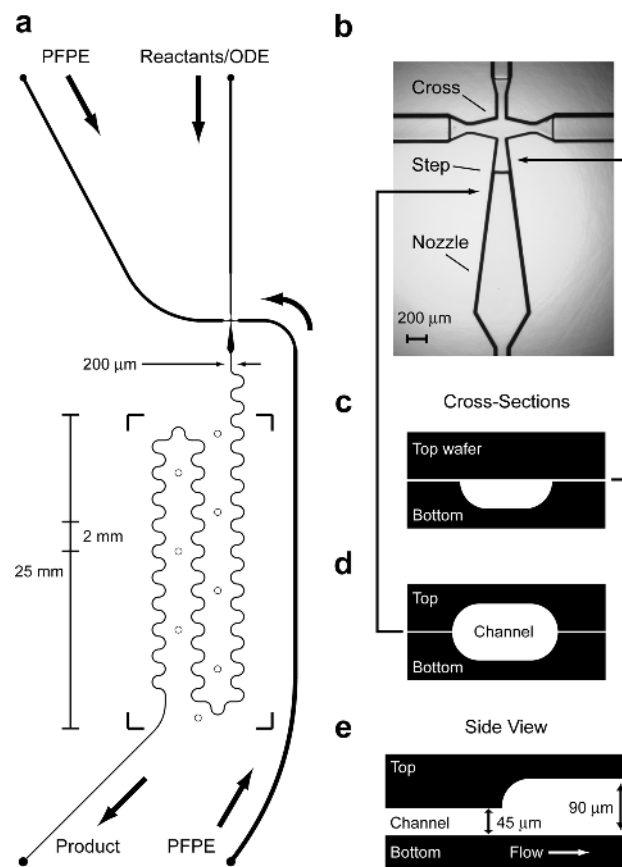 a
PFPE
Reactants/ODE
200 µm
2 mm
25 mm
Product
PFPE
b
Cross
Step
Nozzle
200 µm
c
Cross-Sections
Top wafer
Bottom
d
Top
Channel
Bottom
e
Side View
Top
Channel
45 µm
90 µm
Bottom
Flow